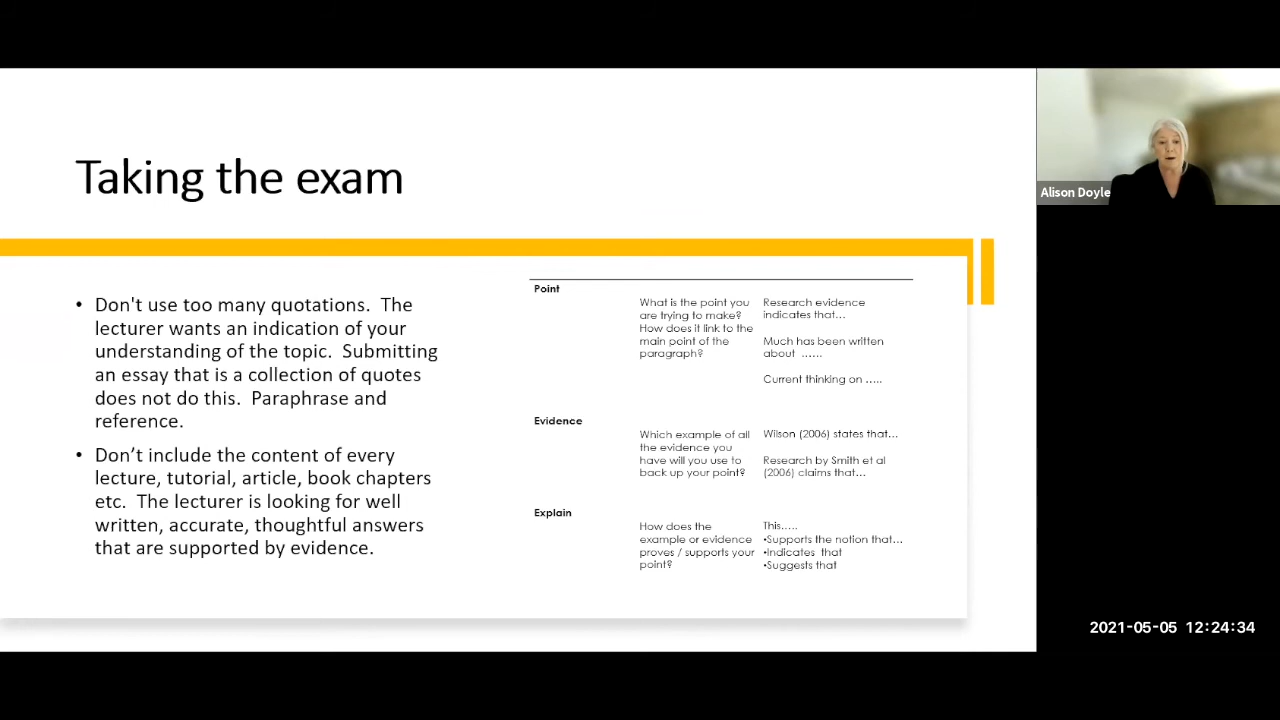 Taking the exam
• Don't use too many quotations.  The
lecturer wants an indication of your
understanding of the topic.  Submitting
an essay that is a collection of quotes
does not do this.  Paraphrase and
reference.
• Don’t include the content of every
lecture, tutorial, article, book chapters
etc.  The lecturer is looking for well
written, accurate, thoughtful answers
that are supported by evidence.
Point
What is the point you
are trying to make?
How does it link to the
main point of the
paragraph?
Research evidence
indicates that…
Much has been written
about ……
Current thinking on …..
Evidence
Which example of all
the evidence you
have will you use to
back up your point?
Wilson (2006) states that…
Research by Smith et al
(2006) claims that…
Explain
How does the
example or evidence
proves / supports your
point?
This…..
•Supports the notion that…
•Indicates that
•Suggests that
Alison Doyle
2021-05-05 12:24:34